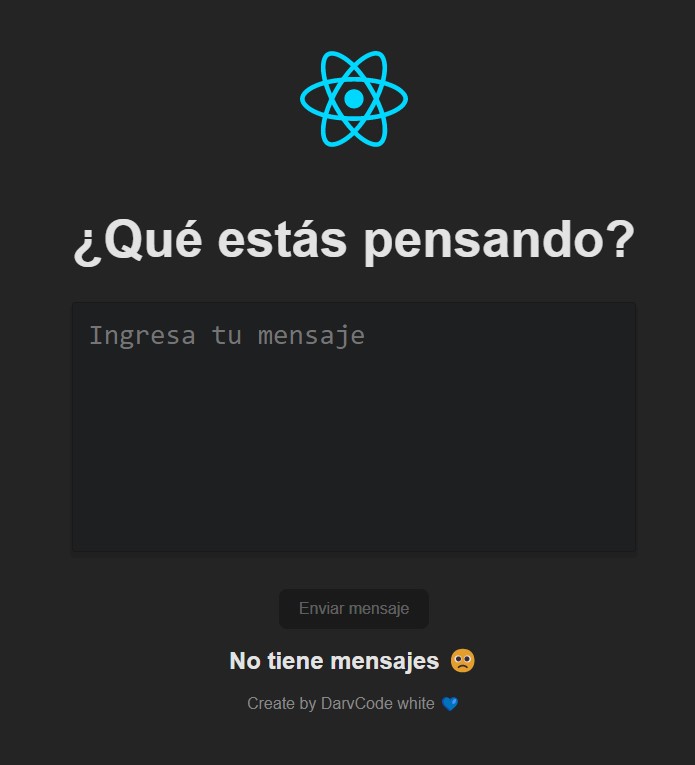 ¿Qué estás pensando?
Ingresa tu mensaje
Enviar mensaje
No tiene mensajes 🙁
Create by DarvCode white 💙